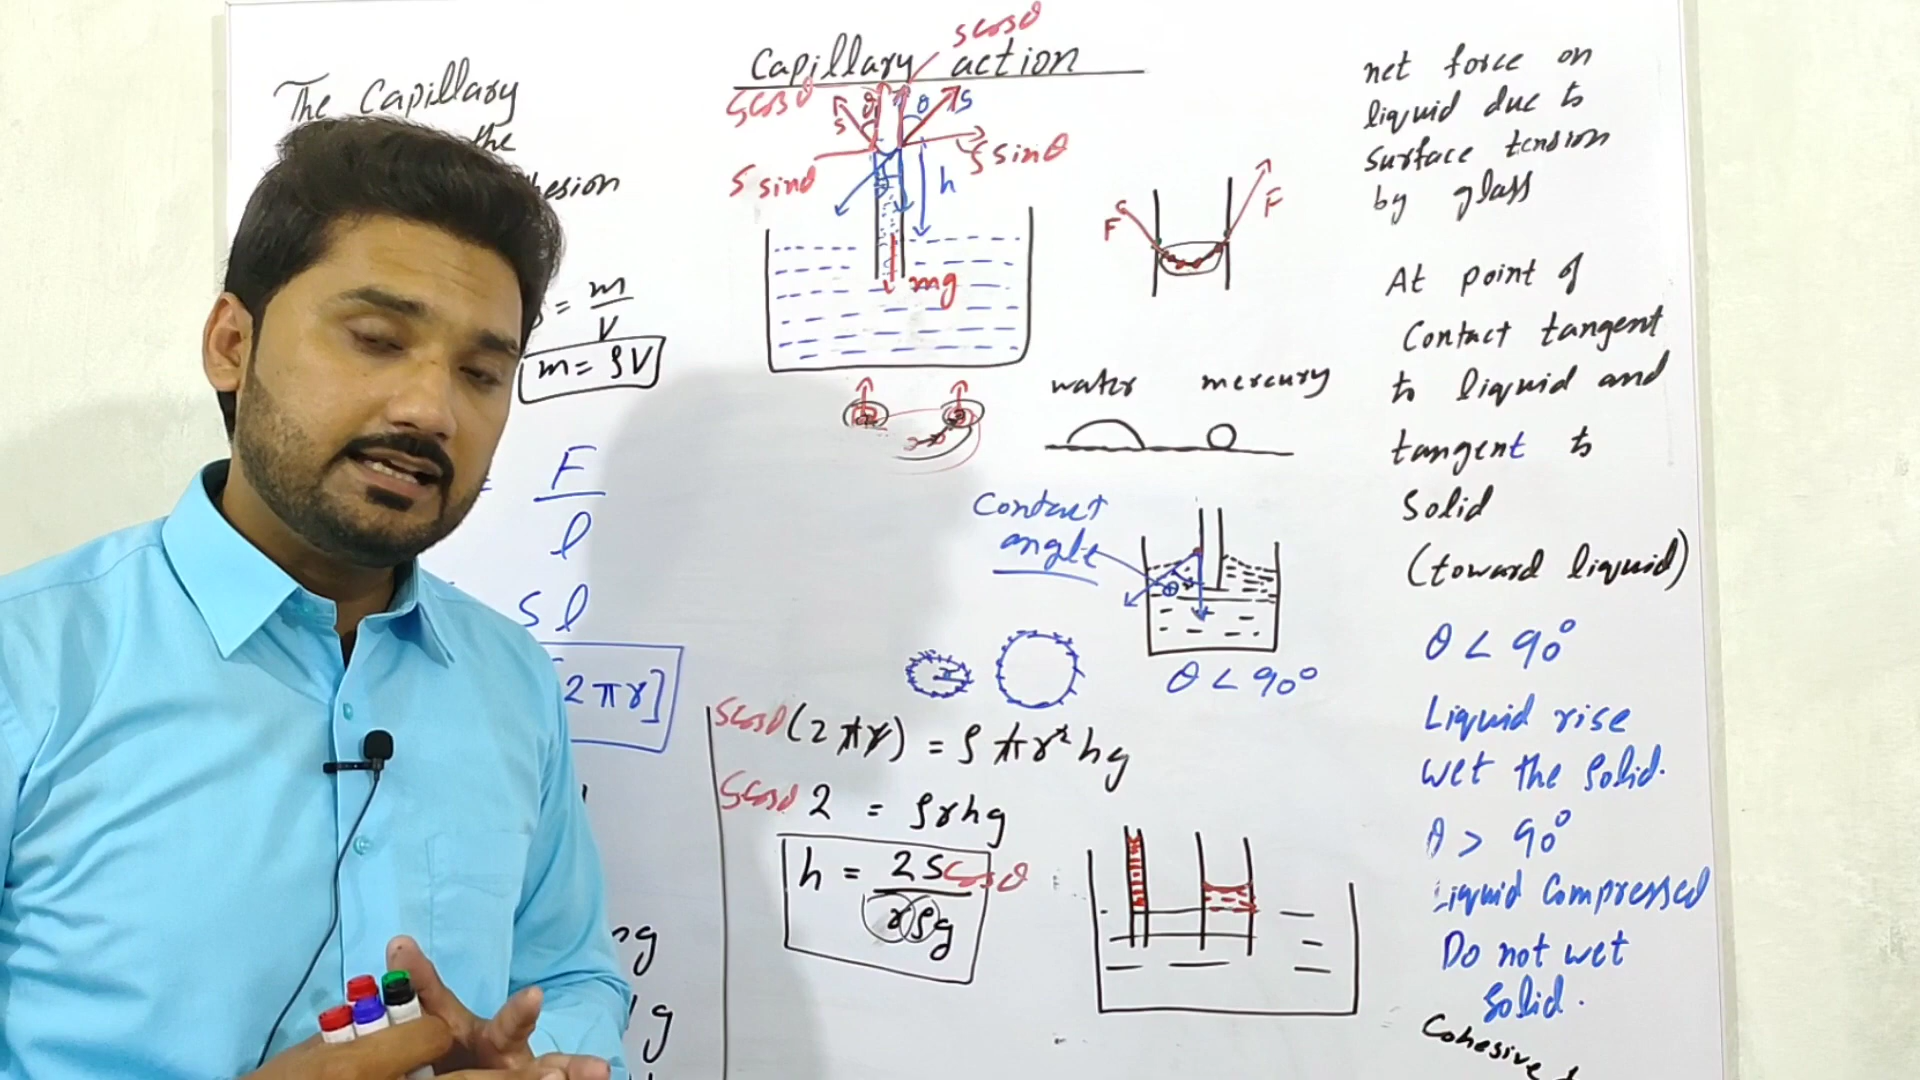 The Capillary
the
hesion
ρ = m/V
m = ρV
= F/l
S l
2πr]
ng
g
Capillary action
Scosθ
Scosθ
θ
θ
S
S
S sinθ
S sinθ
h
mg
F
F
water mercury
Contact
angle
θ
θ < 90°
r
Scosθ (2πr) = ρπr²hg
Scosθ 2 = ρrhg
h = 2Scosθ/rρg
net force on
liquid due to
surface tension
by glass
At point of
Contact tangent
to liquid and
tangent to
Solid
(toward liquid)
θ < 90°
Liquid rise
wet the solid.
θ > 90°
Liquid Compressed
Do not wet
Solid.
Cohesive